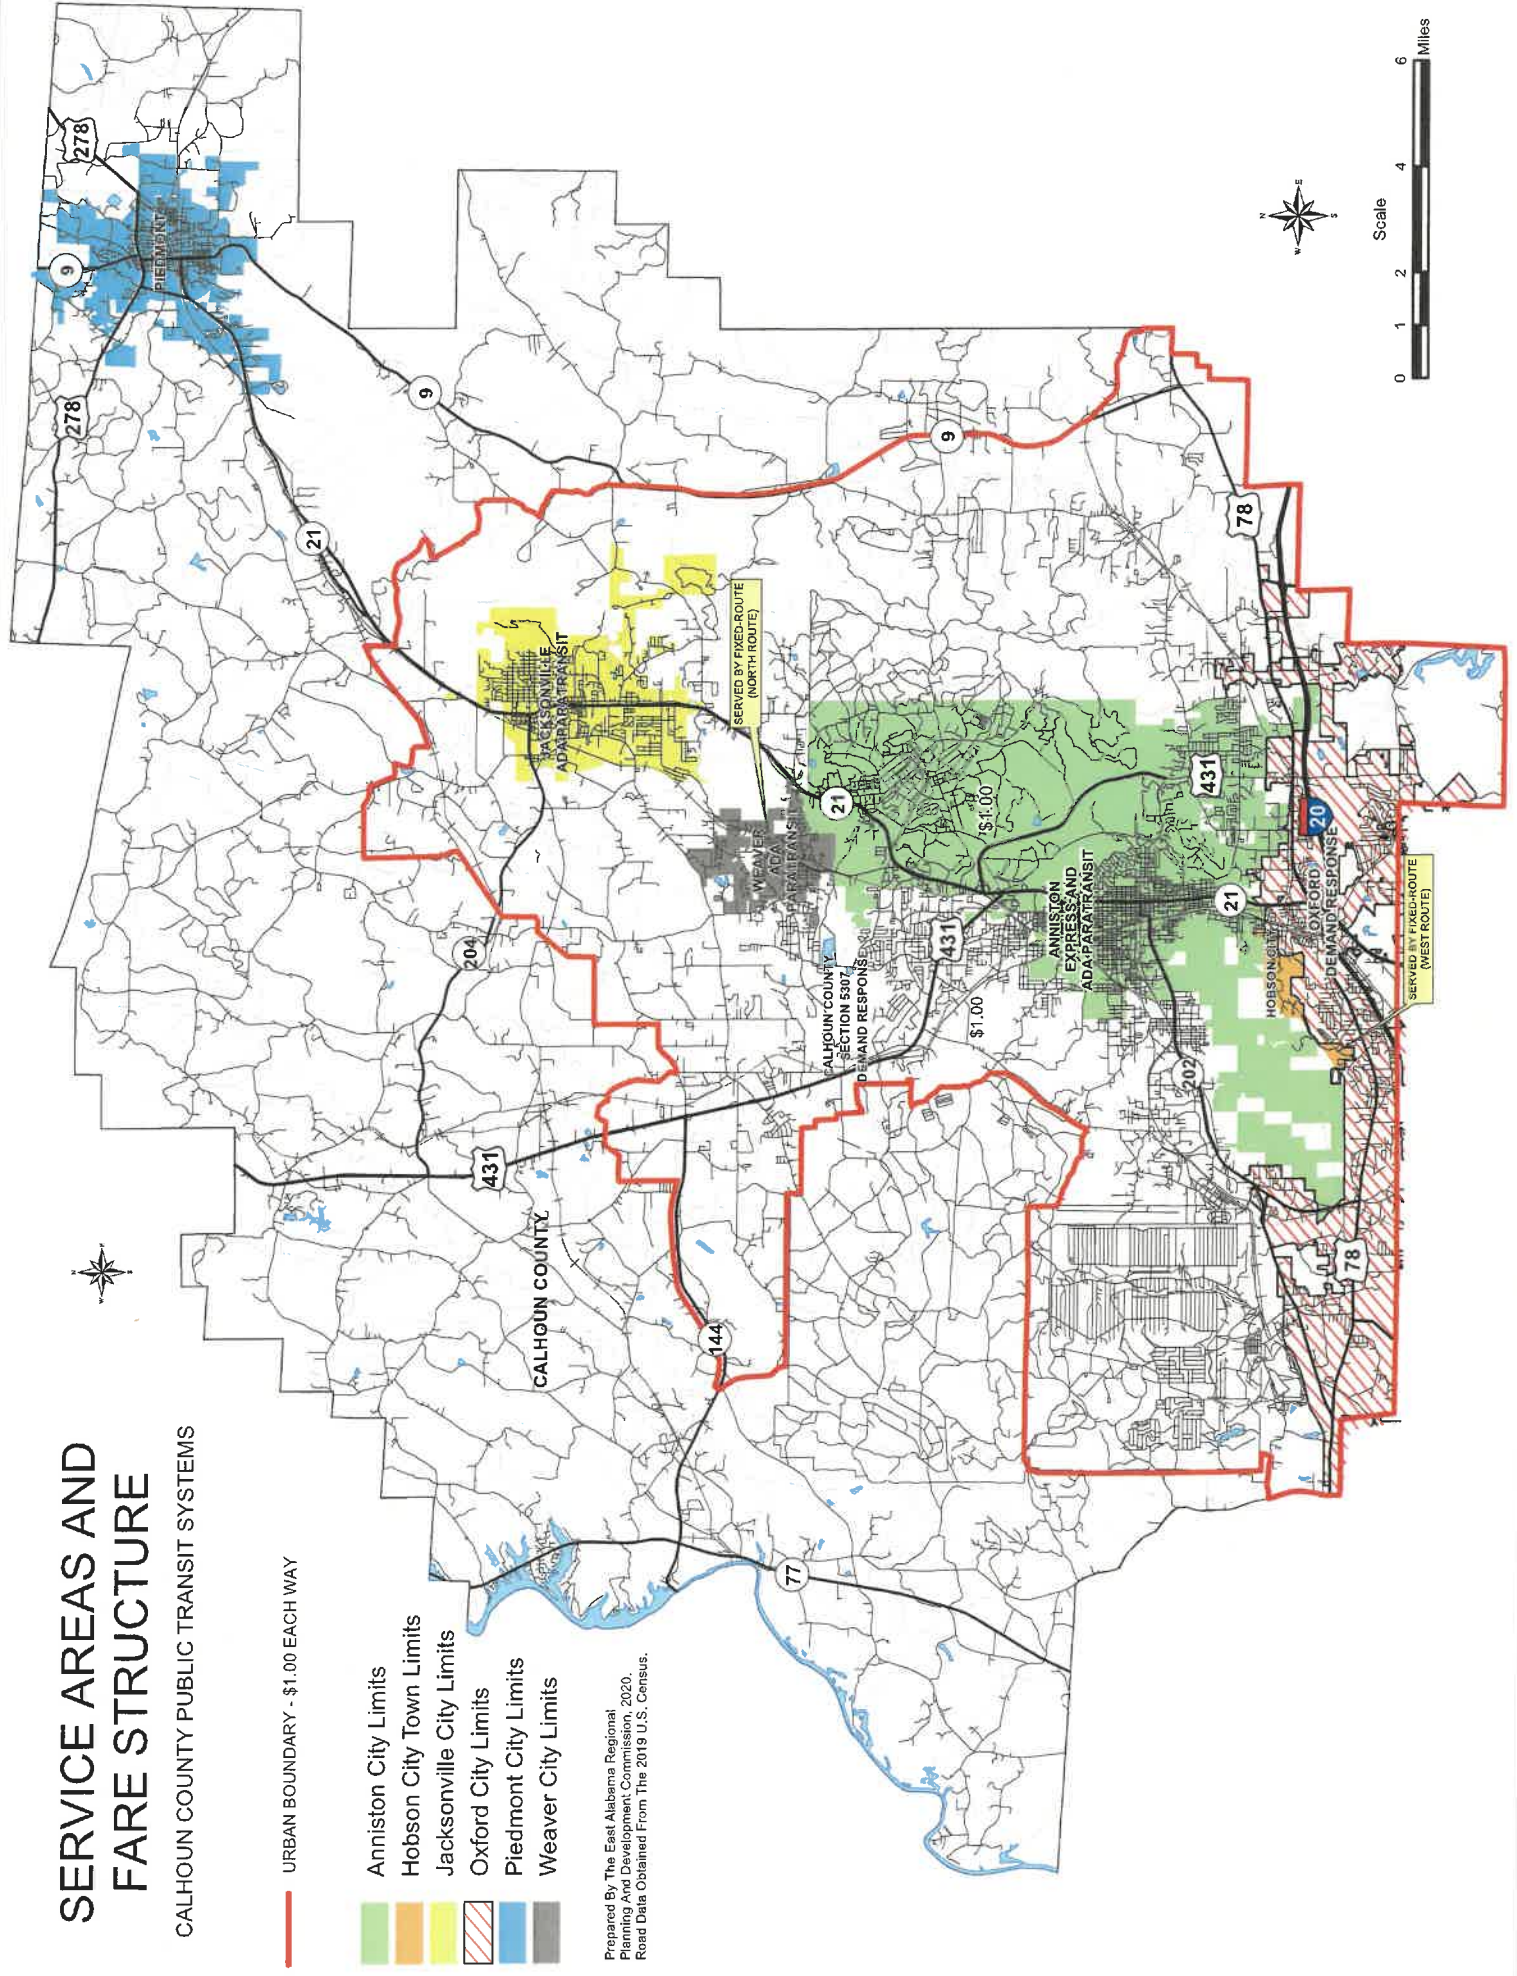 SERVICE AREAS AND
FARE STRUCTURE
CALHOUN COUNTY PUBLIC TRANSIT SYSTEMS
URBAN BOUNDARY - $1.00 EACH WAY
Anniston City Limits
Hobson City Town Limits
Jacksonville City Limits
Oxford City Limits
Piedmont City Limits
Weaver City Limits
Prepared By The East Alabama Regional
Planning And Development Commission, 2020.
Road Data Obtained From The 2019 U.S. Census.
N
W
S
278
9
278
PIEDMONT
21
9
204
431
CALHOUN COUNTY
144
77
JACKSONVILLE
ADA PARATRANSIT
SERVED BY FIXED-ROUTE
(NORTH ROUTE)
WEAVER
ADA
PARATRANSIT
21
9
CALHOUN COUNTY
SECTION 5307
DEMAND RESPONSE
431
$1.00
$1.00
ANNISTON
EXPRESS AND
ADA PARATRANSIT
431
78
202
21
HOBSON CITY
20
OXFORD
DEMAND RESPONSE
78
SERVED BY FIXED-ROUTE
(WEST ROUTE)
N
W
E
S
Scale
0 1 2 4 6
Miles